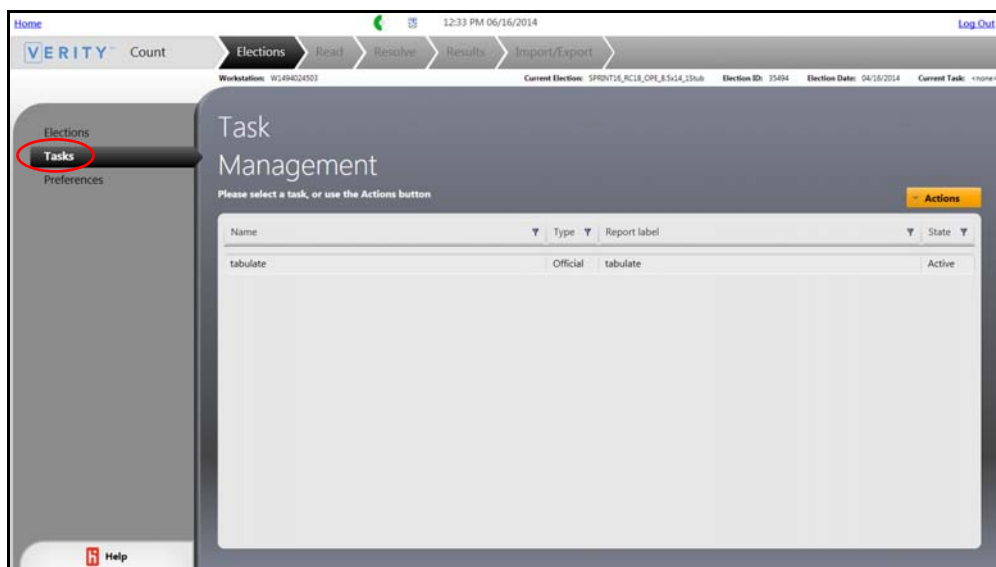 Home 12:33 PM 06/16/2014 Log Out
VERITY™ Count Elections Read Resolve Results Import/Export
Workstation: W1494024503 Current Election: SPRINT16_RC18_OPE_8.5x14_1Stub Election ID: 35494 Election Date: 04/16/2014 Current Task: <none>
Elections
Tasks
Preferences
Task
Management
Please select a task, or use the Actions button
Actions
Name Type Report label State
tabulate Official tabulate Active
Help